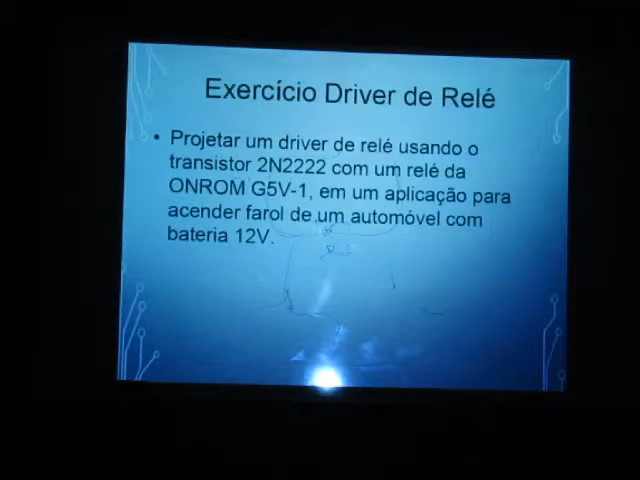 Exercício Driver de Relé
• Projetar um driver de relé usando o
transistor 2N2222 com um relé da
ONROM G5V-1, em um aplicação para
acender farol de um automóvel com
bateria 12V.